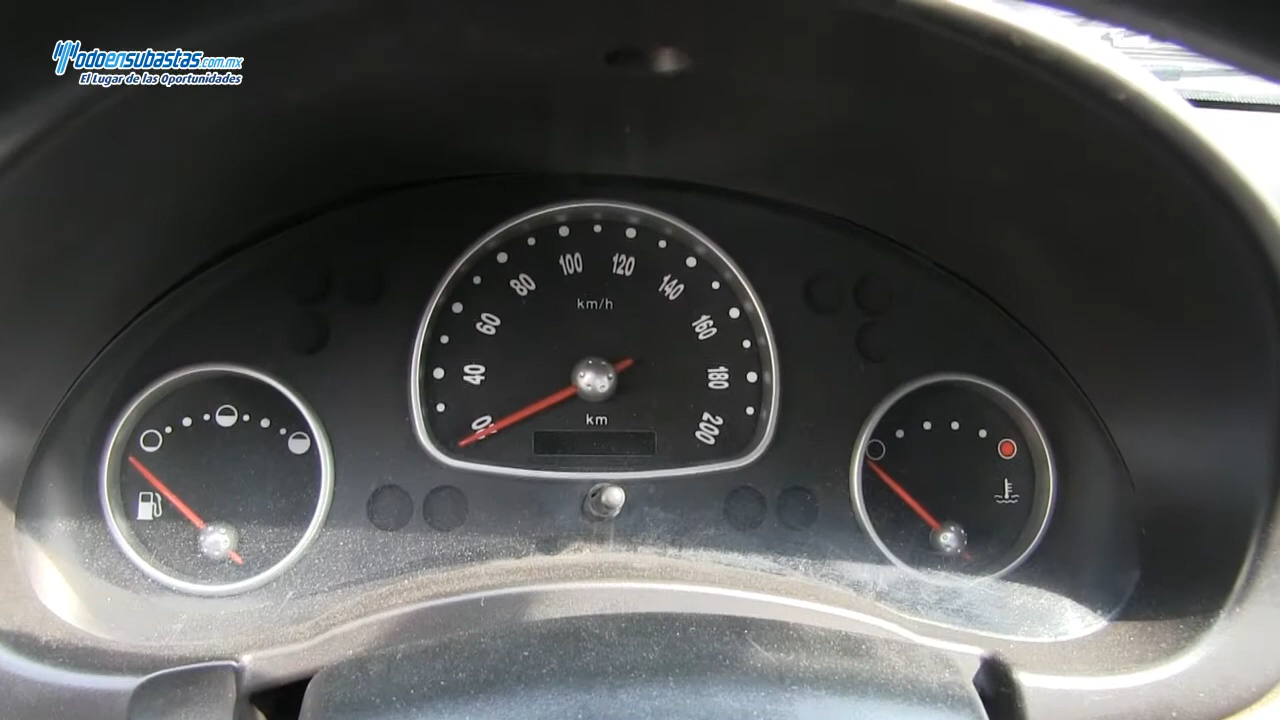 Todoensubastas.com.mx
El Lugar de las Oportunidades
100 120
80 140
km/h
60 160
40 180
0 200
km